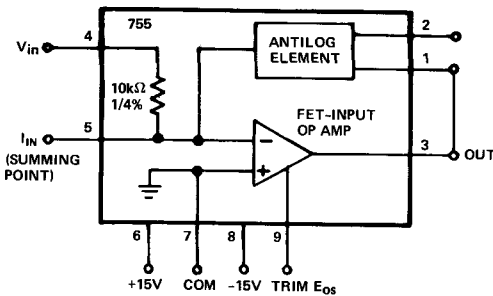 755
2
4
ANTILOG
ELEMENT
1
Vin
10kΩ
1/4%
FET-INPUT
OP AMP
5
3
IIN
(SUMMING
POINT)
−
+
OUT
6
7
8
9
+15V
COM
-15V
TRIM EOS